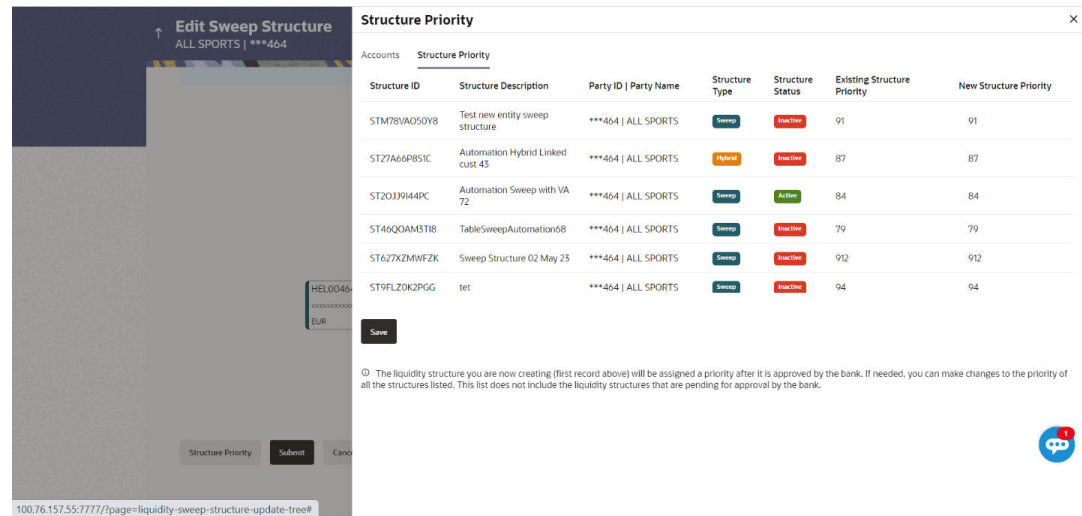 Edit Sweep Structure
ALL SPORTS | ***464
HEL00464
EUR
Structure Priority
Submit
Structure Priority
Accounts
Structure Priority
Structure ID Structure Description Party ID | Party Name Structure Type Structure Status Existing Structure Priority New Structure Priority
STM78VAO50Y8 Test new entity sweep structure ***464 | ALL SPORTS Sweep Inactive 91 91
STZ7A66P8S1C Automation Hybrid Linked cust 43 ***464 | ALL SPORTS Hybrid Inactive 87 87
ST2OJJ9I44PC Automation Sweep with VA 72 ***464 | ALL SPORTS Sweep Active 84 84
ST46QOAM3TI8 TableSweepAutomation68 ***464 | ALL SPORTS Sweep Inactive 79 79
ST627XZMWFZK Sweep Structure 02 May 23 ***464 | ALL SPORTS Sweep Inactive 912 912
ST9FLZ0K2PGG tet ***464 | ALL SPORTS Sweep Inactive 94 94
Save
The liquidity structure you are now creating (first record above) will be assigned a priority after it is approved by the bank. If needed, you can make changes to the priority of
all the structures listed. This list does not include the liquidity structures that are pending for approval by the bank.
1
100.76.157.55:7777/?page=liquidity-sweep-structure-update-tree#